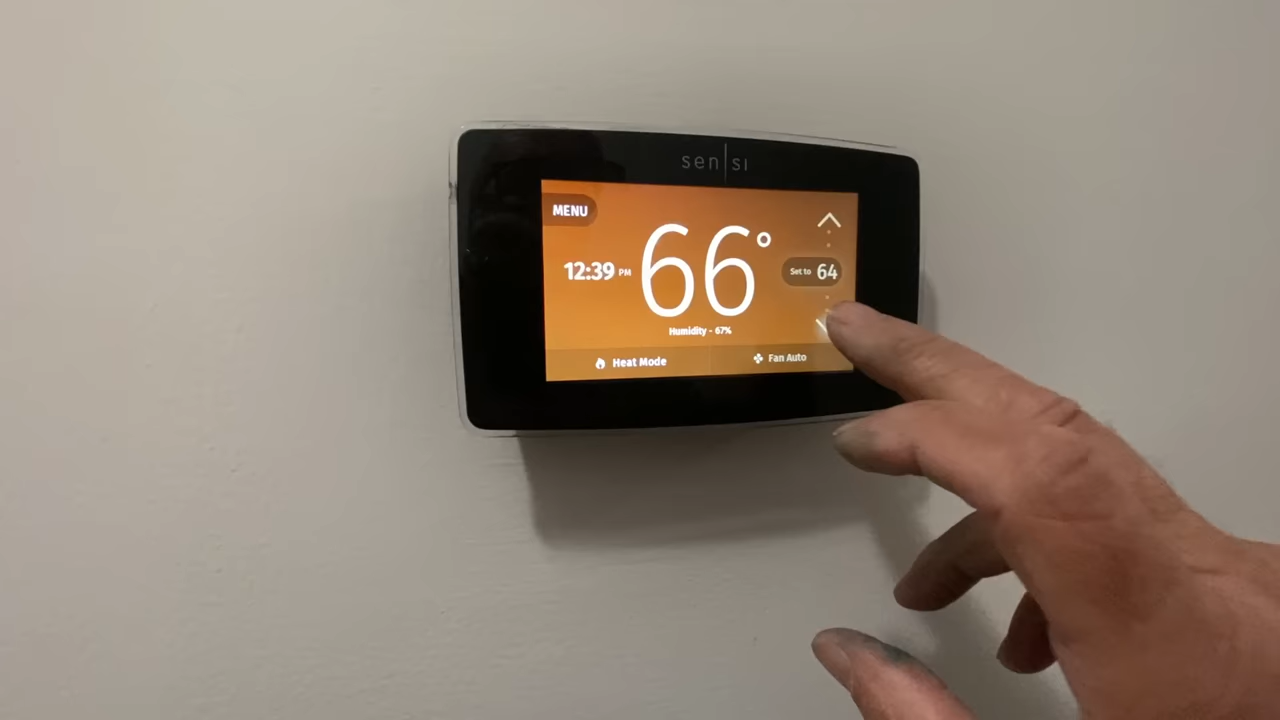 sensi
MENU
66°
12:39 PM
Set to 64
Humidity - 67%
Heat Mode
Fan Auto